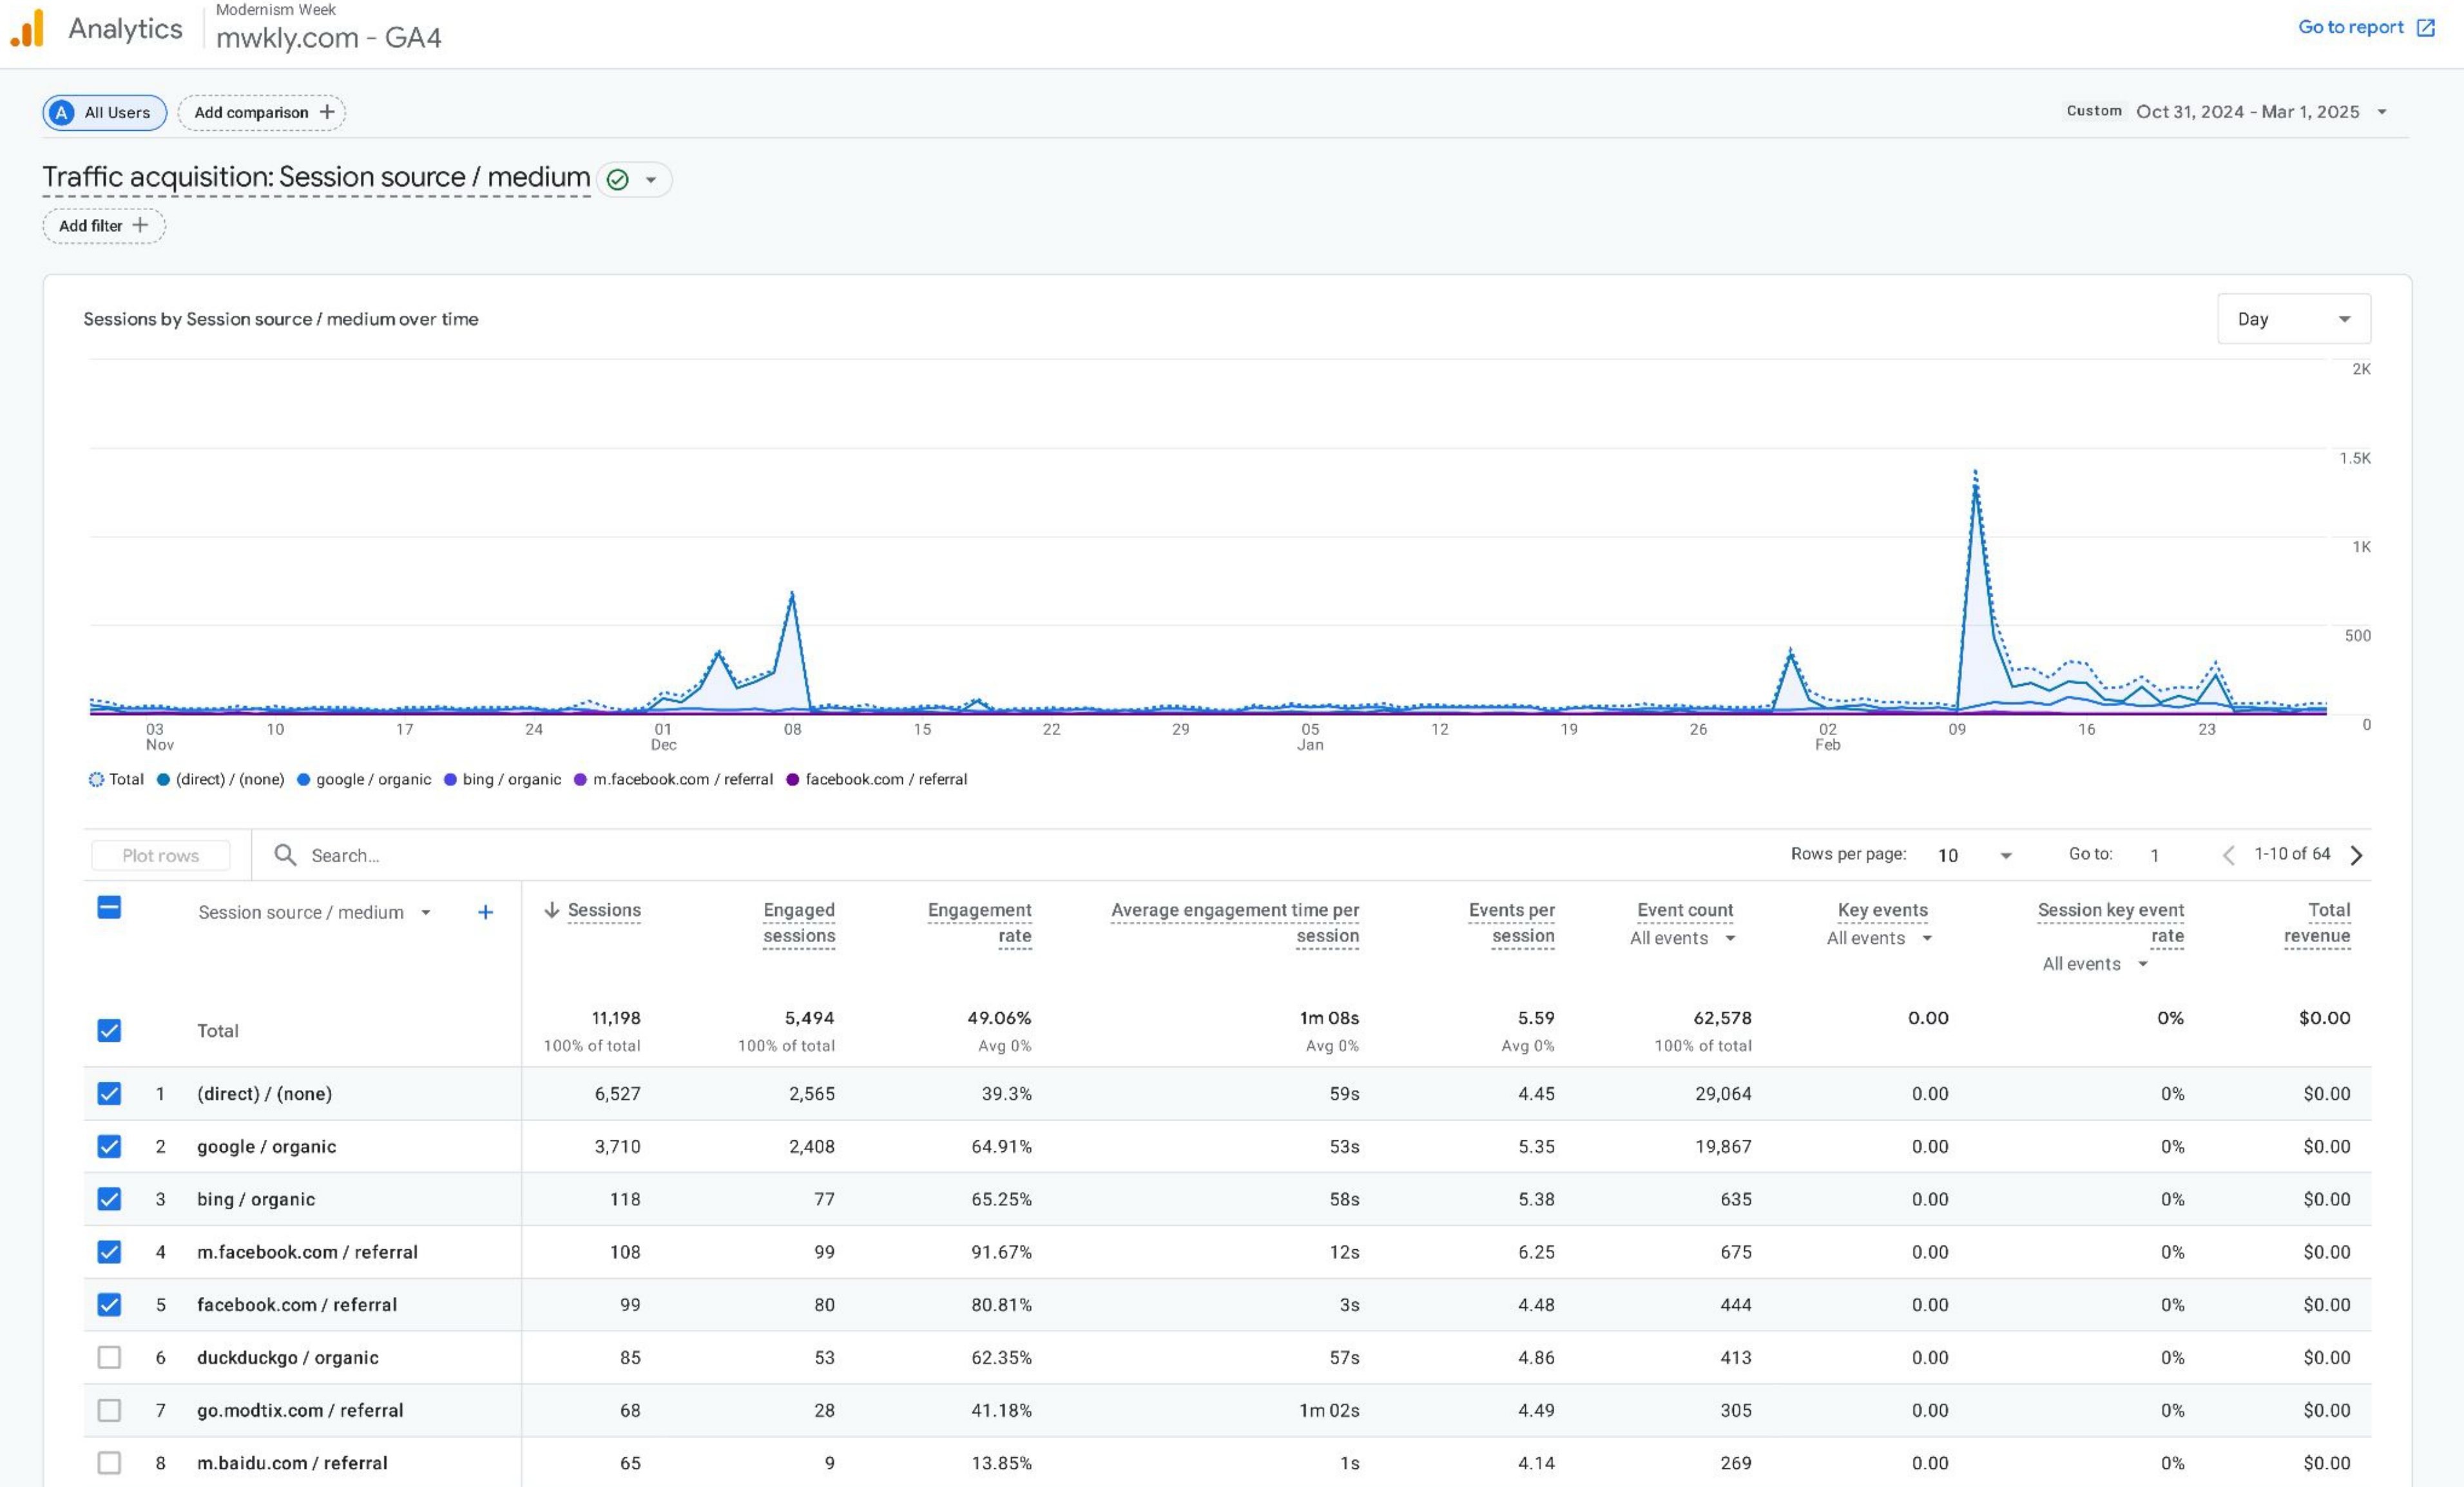 Analytics
Modernism Week
mwkly.com - GA4
Go to report
A All Users
Add comparison +
Custom Oct 31, 2024 - Mar 1, 2025
Traffic acquisition: Session source / medium
Add filter +
Sessions by Session source / medium over time
Day
2K
1.5K
1K
500
0
03 10 17 24 01 08 15 22 29 05 12 19 26 02 09 16 23
Nov Dec Jan Feb
Total (direct) / (none) google / organic bing / organic m.facebook.com / referral facebook.com / referral
Plot rows
Search...
Rows per page: 10 Go to: 1 1-10 of 64
Session source / medium + Sessions Engaged sessions Engagement rate Average engagement time per session Events per session Event count All events Key events All events Session key event rate All events Total revenue
Total 11,198 5,494 49.06% 1m 08s 5.59 62,578 0.00 0% $0.00
100% of total 100% of total Avg 0% Avg 0% Avg 0% 100% of total
1 (direct) / (none) 6,527 2,565 39.3% 59s 4.45 29,064 0.00 0% $0.00
2 google / organic 3,710 2,408 64.91% 53s 5.35 19,867 0.00 0% $0.00
3 bing / organic 118 77 65.25% 58s 5.38 635 0.00 0% $0.00
4 m.facebook.com / referral 108 99 91.67% 12s 6.25 675 0.00 0% $0.00
5 facebook.com / referral 99 80 80.81% 3s 4.48 444 0.00 0% $0.00
6 duckduckgo / organic 85 53 62.35% 57s 4.86 413 0.00 0% $0.00
7 go.modtix.com / referral 68 28 41.18% 1m 02s 4.49 305 0.00 0% $0.00
8 m.baidu.com / referral 65 9 13.85% 1s 4.14 269 0.00 0% $0.00